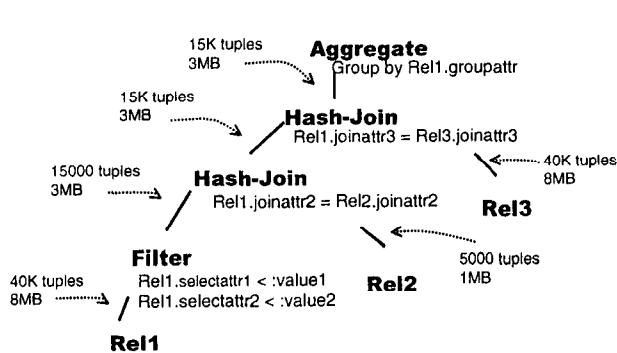 15K tuples
3MB
Aggregate
Group by Rel1.groupattr
15K tuples
3MB
Hash-Join
Rel1.joinattr3 = Rel3.joinattr3
40K tuples
8MB
15000 tuples
3MB
Hash-Join
Rel1.joinattr2 = Rel2.joinattr2
Rel3
Filter
Rel1.selectattr1 < :value1
Rel1.selectattr2 < :value2
5000 tuples
1MB
40K tuples
8MB
Rel2
Rel1